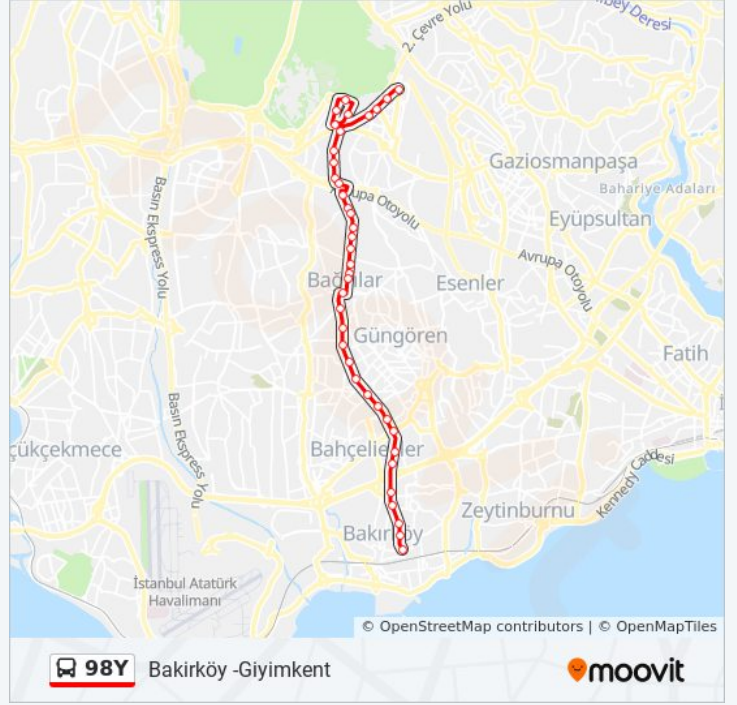 lbey Deresi
2. Çevre Yolu
Gaziosmanpaşa
Bahariye Adaları
Basın Ekspress Yolu
Avrupa Otoyolu
Eyüpsultan
Avrupa Otoyolu
Bağcılar
Esenler
Güngören
Fatih
Basın Ekspress Yolu
çükçekmece
Bahçelievler
Kennedy Caddesi
Zeytinburnu
Bakırköy
İstanbul Atatürk
Havalimanı
© OpenStreetMap contributors | © OpenMapTiles
98Y Bakirköy -Giyimkent
moovit